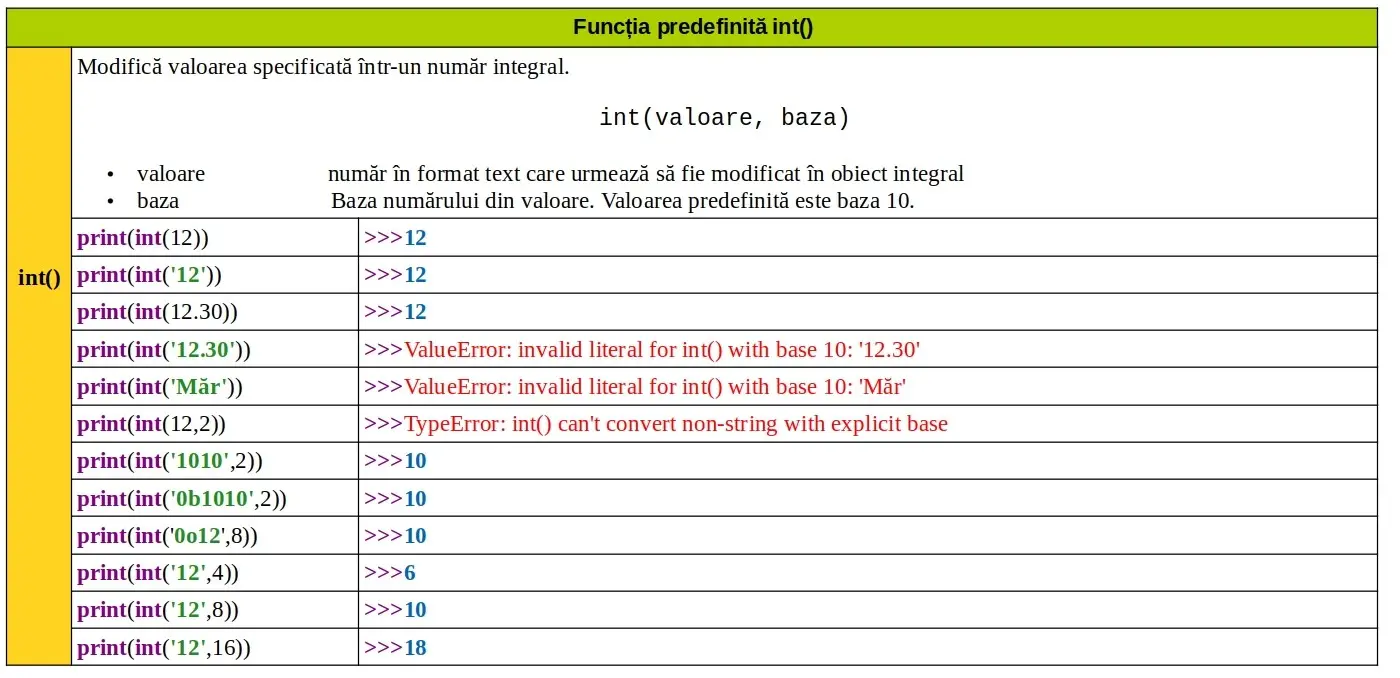 Funcția predefinită int()
Modifică valoarea specificată într-un număr integral.
int(valoare, baza)
• valoare număr în format text care urmează să fie modificat în obiect integral
• baza Baza numărului din valoare. Valoarea predefinită este baza 10.
int()
print(int(12)) >>>12
print(int('12')) >>>12
print(int(12.30)) >>>12
print(int('12.30')) >>>ValueError: invalid literal for int() with base 10: '12.30'
print(int('Măr')) >>>ValueError: invalid literal for int() with base 10: 'Măr'
print(int(12,2)) >>>TypeError: int() can't convert non-string with explicit base
print(int('1010',2)) >>>10
print(int('0b1010',2)) >>>10
print(int('0o12',8)) >>>10
print(int('12',4)) >>>6
print(int('12',8)) >>>10
print(int('12',16)) >>>18